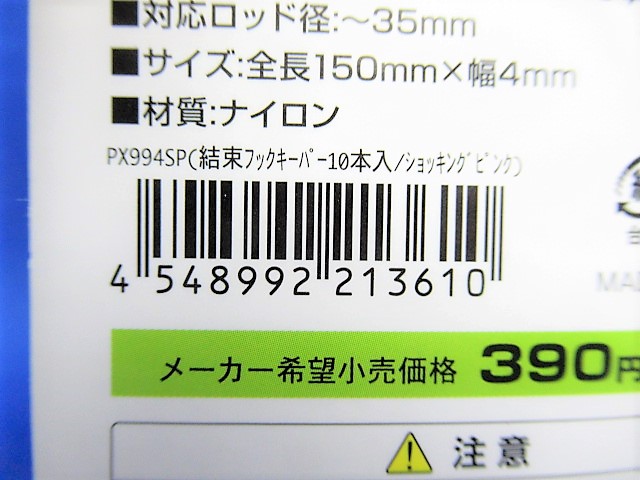 ■対応ロッド径:～35mm
■サイズ:全長150mm×幅4mm
■材質:ナイロン
PX994SP(結束ﾌｯｸｷｰﾊﾟｰ10本入/ｼｮｯｷﾝｸﾞﾋﾟﾝｸ)
4 548992 213610
メーカー希望小売価格 390円
注意